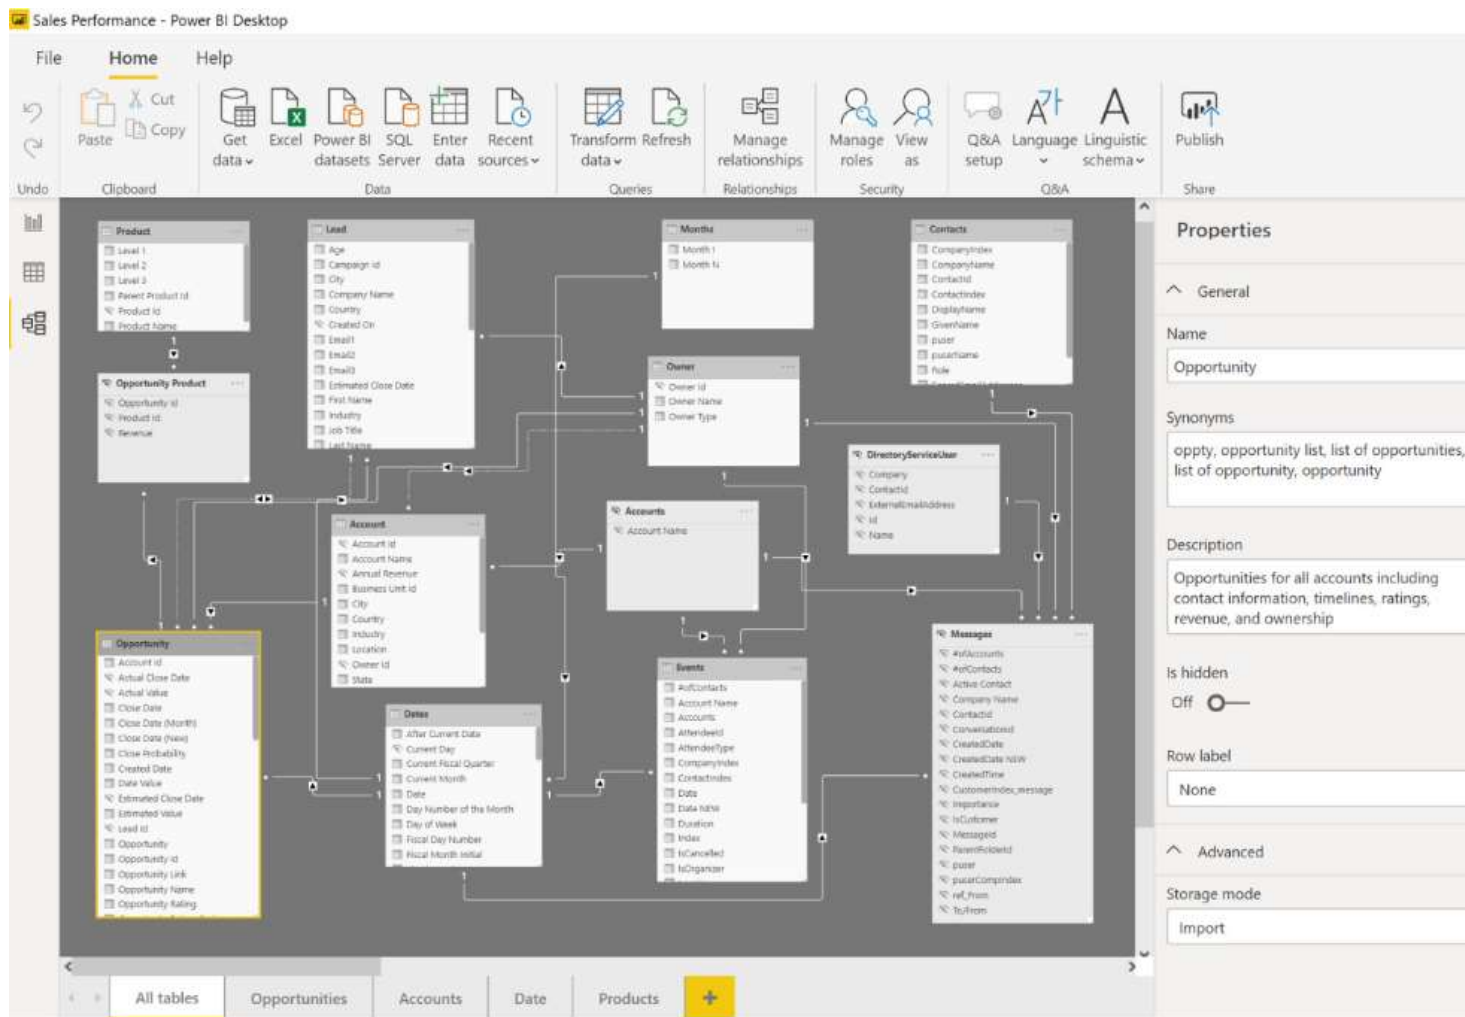 Sales Performance - Power BI Desktop
File Home Help
Cut
Copy
Paste
Get data
Excel
Power BI datasets
SQL Server
Enter data
Recent sources
Transform data
Refresh
Manage relationships
Manage roles
View as
Q&A setup
Language
Linguistic schema
Publish
Undo
Clipboard
Data
Queries
Relationships
Security
Q&A
Share
Product
Level 1
Level 2
Level 3
Parent Product Id
Product Id
Product Name
Lead
Age
Campaign Id
City
Company Name
Country
Created On
Email1
Email2
Email3
Estimated Close Date
First Name
Industry
Job Title
Last Name
Months
Month
Month N
Contacts
CompanyIndex
CompanyName
ContactId
ContactIndex
DisplayName
GivenName
puser
puserName
Role
Opportunity Product
Opportunity Id
Product Id
Revenue
Owner
Owner Id
Owner Name
Owner Type
DirectoryServiceUser
Company
ContactId
ExternalEmailAddress
Id
Name
Account
Account Id
Account Name
Annual Revenue
Business Unit Id
City
Country
Industry
Location
Owner Id
State
Accounts
Account Name
Opportunity
Account Id
Actual Close Date
Actual Value
Close Date
Close Date (Month)
Close Date (New)
Close Probability
Created Date
Date Value
Estimated Close Date
Estimated Value
Lead Id
Opportunity
Opportunity Id
Opportunity Link
Opportunity Name
Opportunity Rating
Dates
After Current Date
Current Day
Current Fiscal Quarter
Current Month
Date
Day Number of the Month
Day of Week
Fiscal Day Number
Fiscal Month Initial
Events
#ofContacts
Account Name
Accounts
AttendeeId
AttendeeType
CompanyIndex
ContactIndex
Date
Date NEW
Duration
Index
IsCancelled
IsOrganizer
Messages
#ofAccounts
#ofContacts
Active Contact
Company Name
ContactId
ConversationId
CreatedDate
CreatedDate NEW
CreatedTime
CustomerIndex_message
Importance
IsCustomer
MessageId
ParentFolderId
puser
puserCompIndex
ref_From
To/From
Properties
General
Name
Opportunity
Synonyms
oppty, opportunity list, list of opportunities,
list of opportunity, opportunity
Description
Opportunities for all accounts including
contact information, timelines, ratings,
revenue, and ownership
Is hidden
Off
Row label
None
Advanced
Storage mode
Import
All tables Opportunities Accounts Date Products +